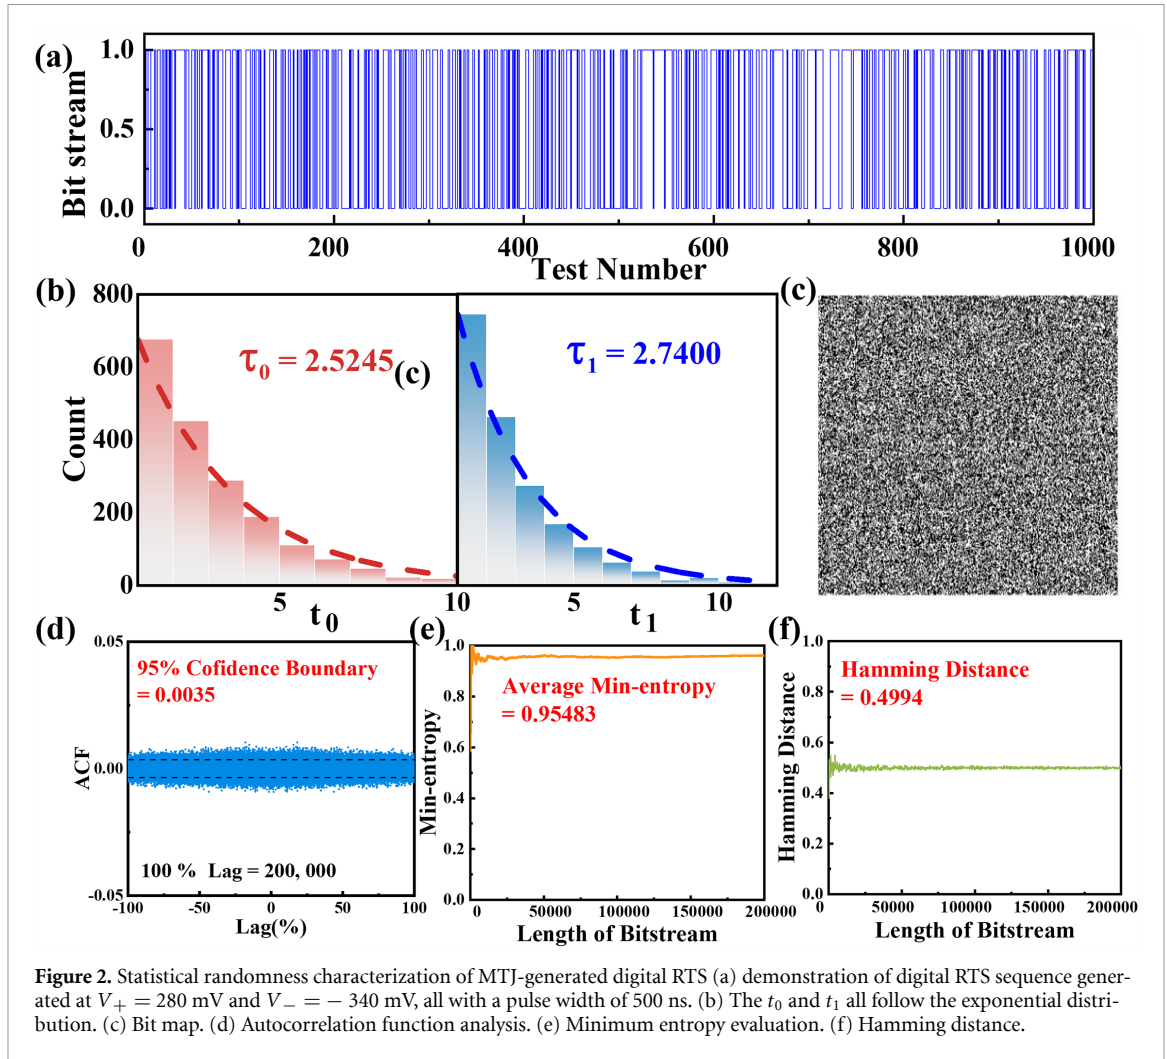 (a)
Bit stream
1.0
0.5
0.0
0 200 400 600 800 1000
Test Number
(b)
800
600
400
200
0
Count
τ0 = 2.5245
(c)
τ1 = 2.7400
5 10 5 10
t0 t1
(c)
(d)
0.05
0.00
-0.05
ACF
95% Cofidence Boundary
= 0.0035
100 % Lag = 200, 000
-100 -50 0 50 100
Lag(%)
(e)
1.0
0.8
0.6
0.4
0.2
0.0
Min-entropy
Average Min-entropy
= 0.95483
0 50000 100000 150000 200000
Length of Bitstream
(f)
1.0
0.8
0.6
0.4
0.2
0.0
Hamming Distance
Hamming Distance
= 0.4994
0 50000 100000 150000 200000
Length of Bitstream
Figure 2. Statistical randomness characterization of MTJ-generated digital RTS (a) demonstration of digital RTS sequence gener-
ated at V+ = 280 mV and V− = − 340 mV, all with a pulse width of 500 ns. (b) The t0 and t1 all follow the exponential distri-
bution. (c) Bit map. (d) Autocorrelation function analysis. (e) Minimum entropy evaluation. (f) Hamming distance.